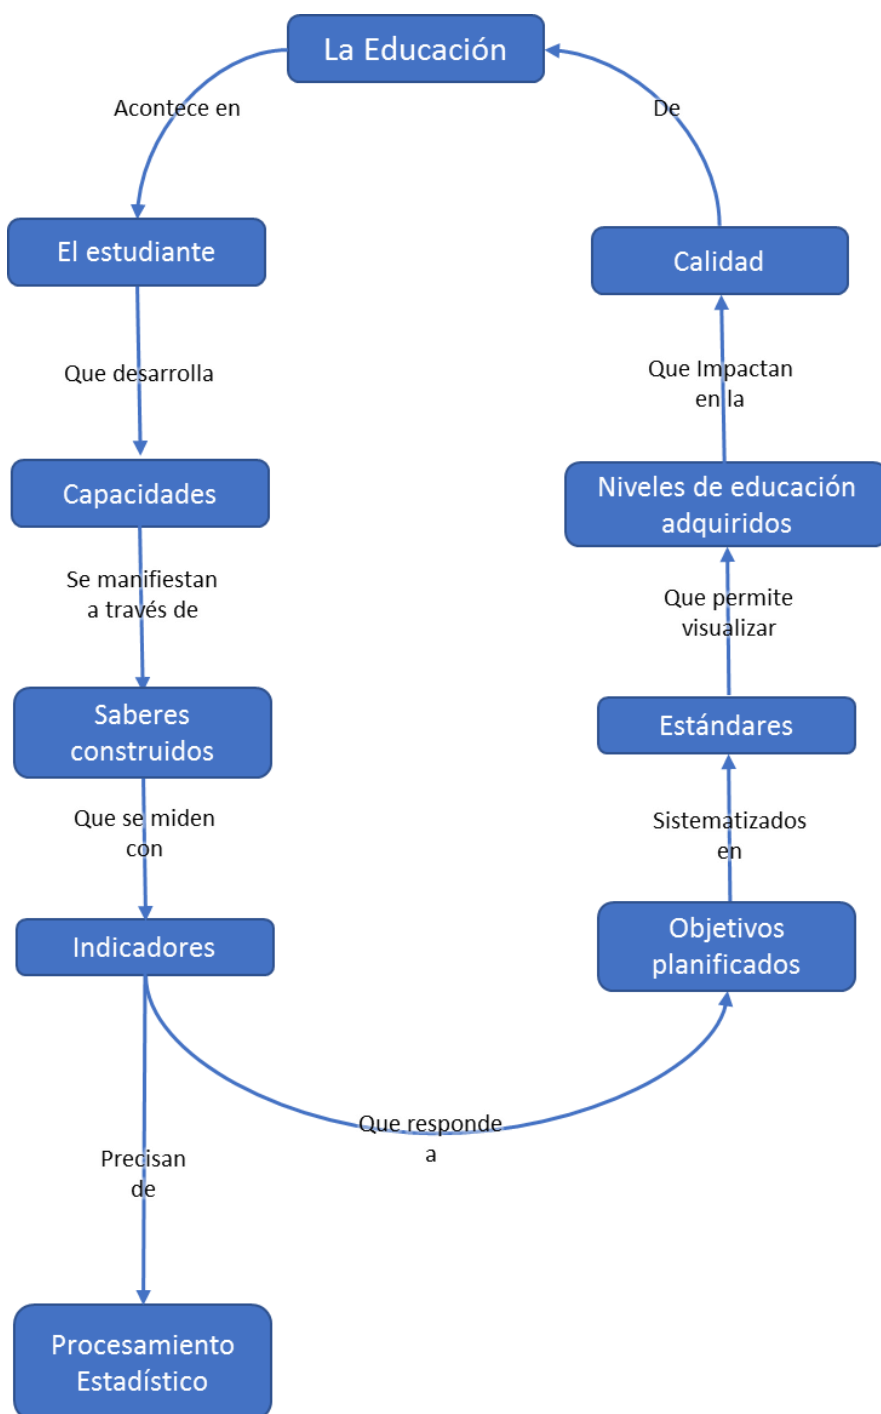 La Educación
Acontece en
De
El estudiante
Calidad
Que desarrolla
Que Impactan
en la
Capacidades
Niveles de educación
adquiridos
Se manifiestan
a través de
Que permite
visualizar
Saberes
construidos
Estándares
Que se miden
con
Sistematizados
en
Indicadores
Objetivos
planificados
Que responde
a
Precisan
de
Procesamiento
Estadístico